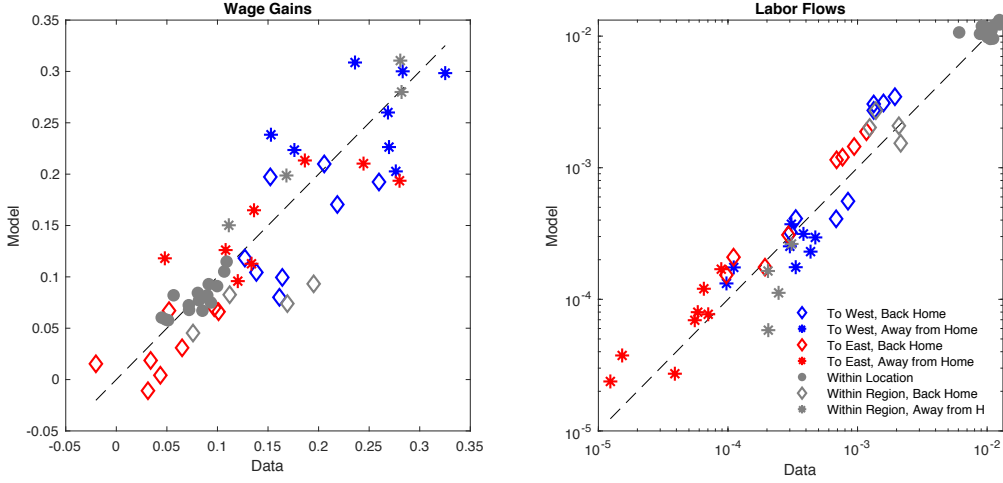 Wage Gains
0.35
0.3
0.25
0.2
0.15
0.1
0.05
0
-0.05
Model
-0.05
0
0.05
0.1
0.15
0.2
0.25
0.3
0.35
Data
Labor Flows
10-2
10-3
10-4
10-5
Model
10-5
10-4
10-3
10-2
Data
To West, Back Home
To West, Away from Home
To East, Back Home
To East, Away from Home
Within Location
Within Region, Back Home
Within Region, Away from H